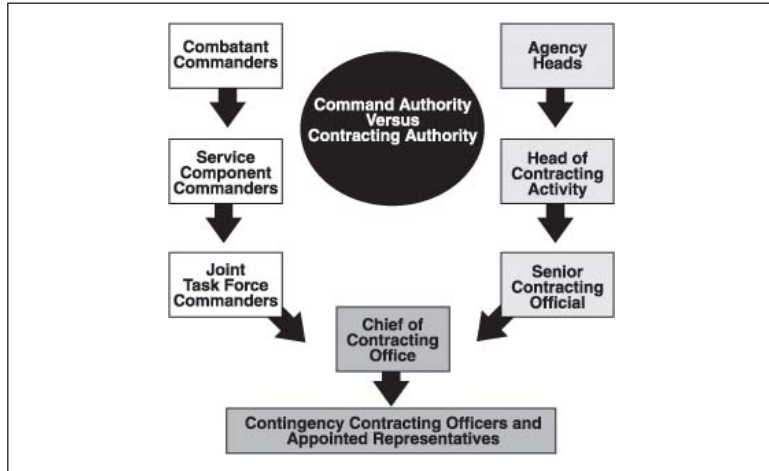 Combatant
Commanders
Command Authority
Versus
Contracting Authority
Agency
Heads
Service
Component
Commanders
Head of
Contracting
Activity
Joint
Task Force
Commanders
Senior
Contracting
Official
Chief of
Contracting
Office
Contingency Contracting Officers and
Appointed Representatives